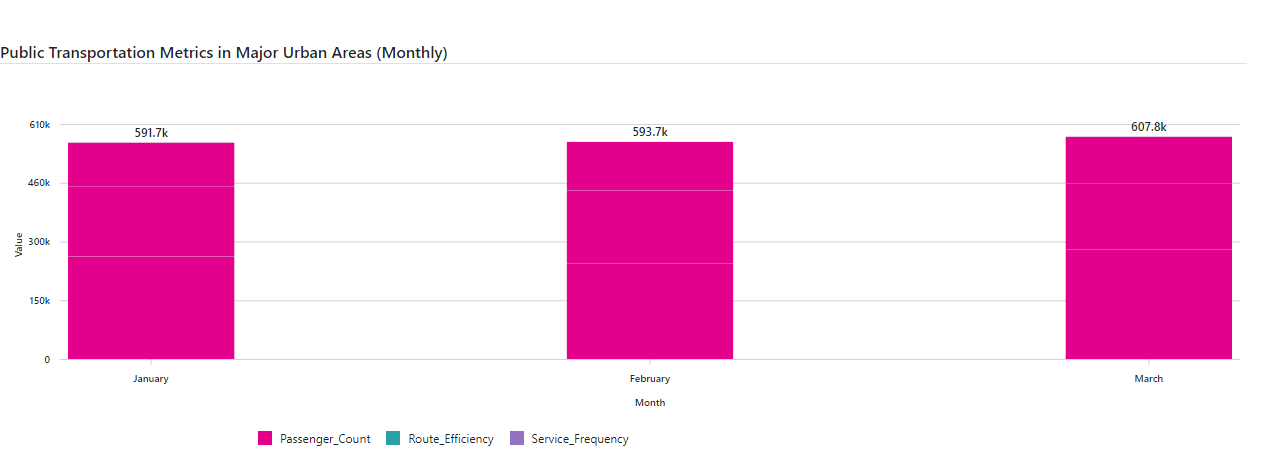 Public Transportation Metrics in Major Urban Areas (Monthly)
610k
460k
300k
150k
0
Value
591.7k
593.7k
607.8k
January
February
March
Month
Passenger_Count
Route_Efficiency
Service_Frequency